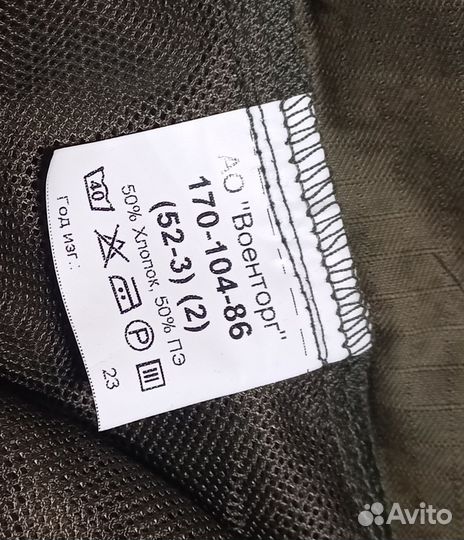 АО "Военторг"
170-104-86
(52-3) (2)
50% Хлопок, 50% ПЭ
40 P
Год изг.: 23
Avito